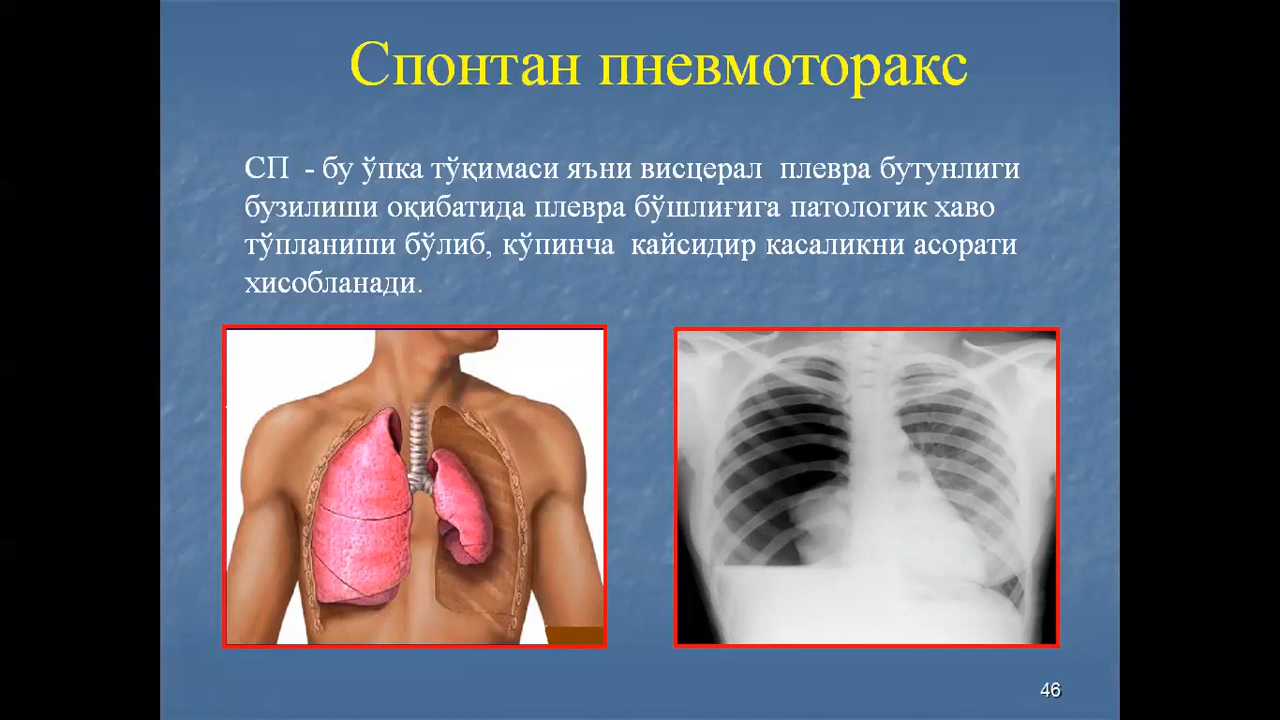 Спонтан пневмоторакс
СП - бу ўпка тўқимаси яъни висцерал плевра бутунлиги
бузилиши оқибатида плевра бўшлиғига патологик хаво
тўпланиши бўлиб, кўпинча кайсидир касаликни асорати
хисобланади.
46